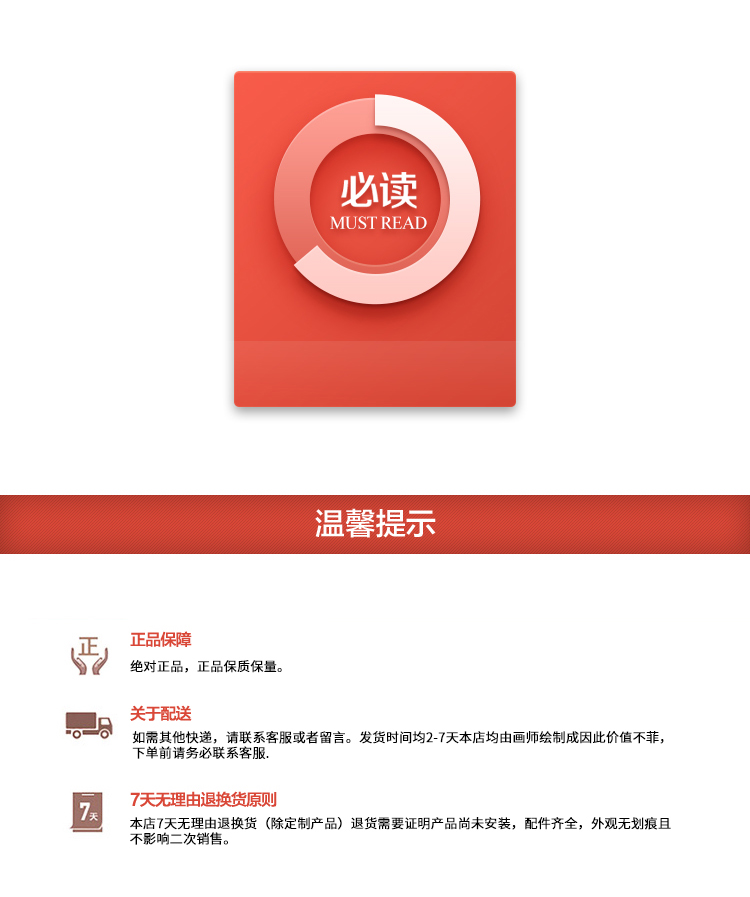 必读
MUST READ
温馨提示
正
正品保障
绝对正品，正品保质保量。
关于配送
如需其他快递，请联系客服或者留言。发货时间均2-7天本店均由画师绘制成因此价值不菲，
下单前请务必联系客服.
7天
7天无理由退换货原则
本店7天无理由退换货（除定制产品）退货需要证明产品尚未安装，配件齐全，外观无划痕且
不影响二次销售。